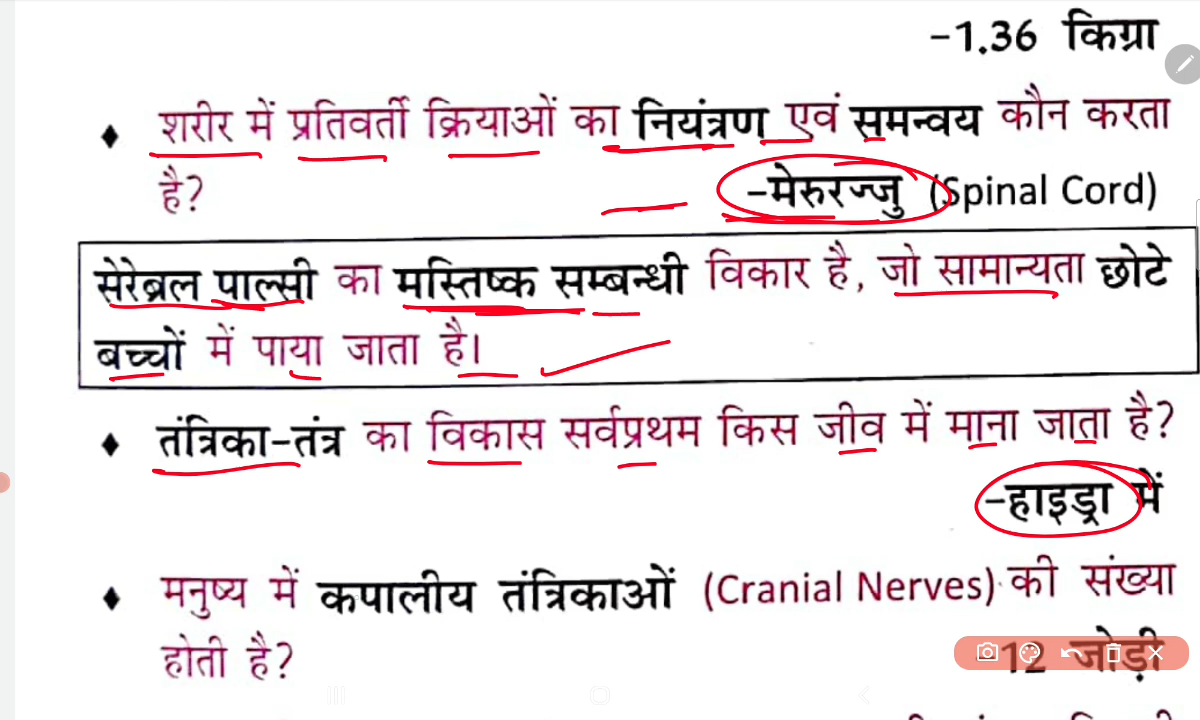 -1.36 किग्रा
♦ शरीर में प्रतिवर्ती क्रियाओं का नियंत्रण एवं समन्वय कौन करता
है? -मेरुरज्जु (Spinal Cord)
सेरेब्रल पाल्सी का मस्तिष्क सम्बन्धी विकार है, जो सामान्यता छोटे
बच्चों में पाया जाता है।
♦ तंत्रिका-तंत्र का विकास सर्वप्रथम किस जीव में माना जाता है?
-हाइड्रा में
♦ मनुष्य में कपालीय तंत्रिकाओं (Cranial Nerves) की संख्या
होती है? 12 जोड़ी